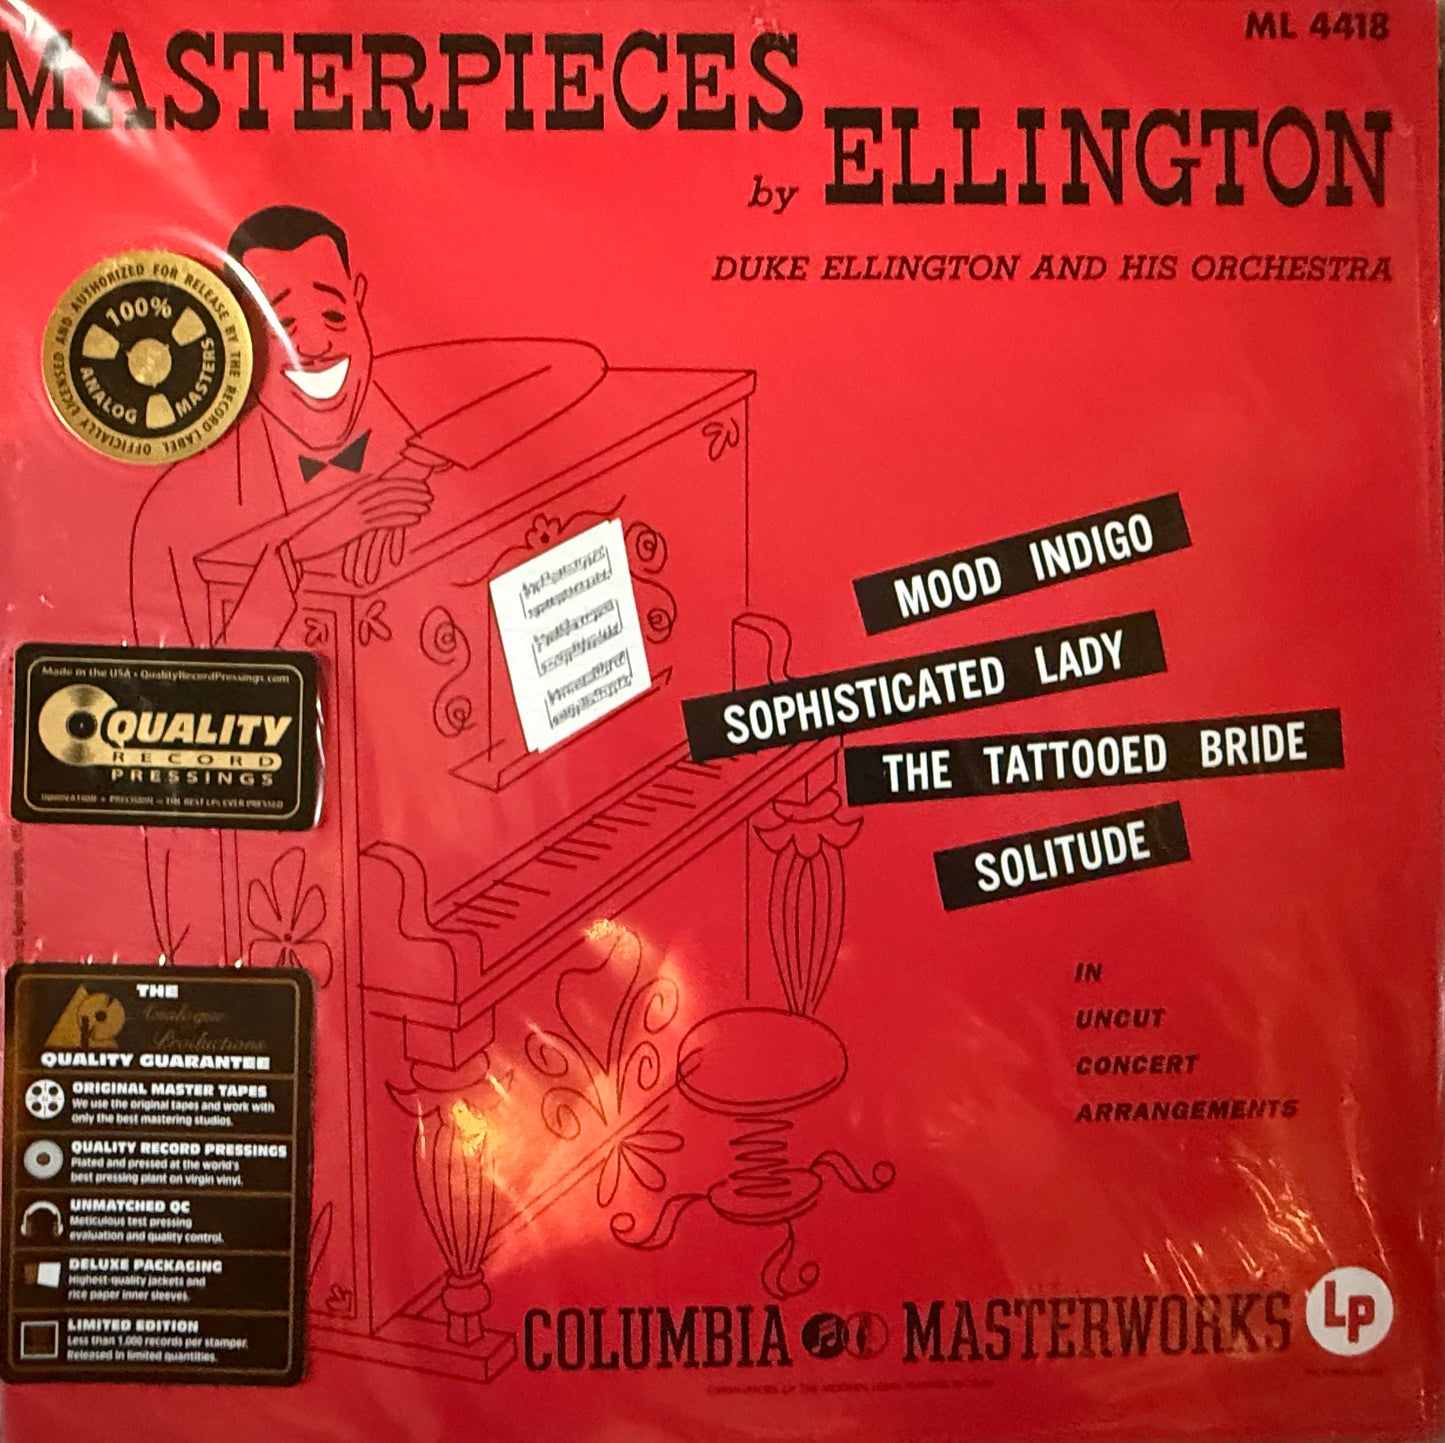 ML 4418
MASTERPIECES
by ELLINGTON
DUKE ELLINGTON AND HIS ORCHESTRA
OFFICIALLY LICENSED AND AUTHORIZED FOR RELEASE BY THE RECORD LABEL
100%
ANALOG MASTERS
MOOD INDIGO
SOPHISTICATED LADY
THE TATTOOED BRIDE
SOLITUDE
Made in the USA • QualityRecordPressings.com
QUALITY
RECORD
PRESSINGS
IN
UNCUT
CONCERT
ARRANGEMENTS
THE
Analogue
Productions
QUALITY GUARANTEE
ORIGINAL MASTER TAPES
We use the original tapes and work with
only the best mastering studios.
QUALITY RECORD PRESSINGS
Plated and pressed at the world's
best pressing plant on virgin vinyl.
UNMATCHED QC
Meticulous test pressing
evaluation and quality control.
DELUXE PACKAGING
Highest-quality jackets and
rice paper inner sleeves.
LIMITED EDITION
Less than 1,000 records per stamper.
Released in limited quantities.
COLUMBIA MASTERWORKS
Lp